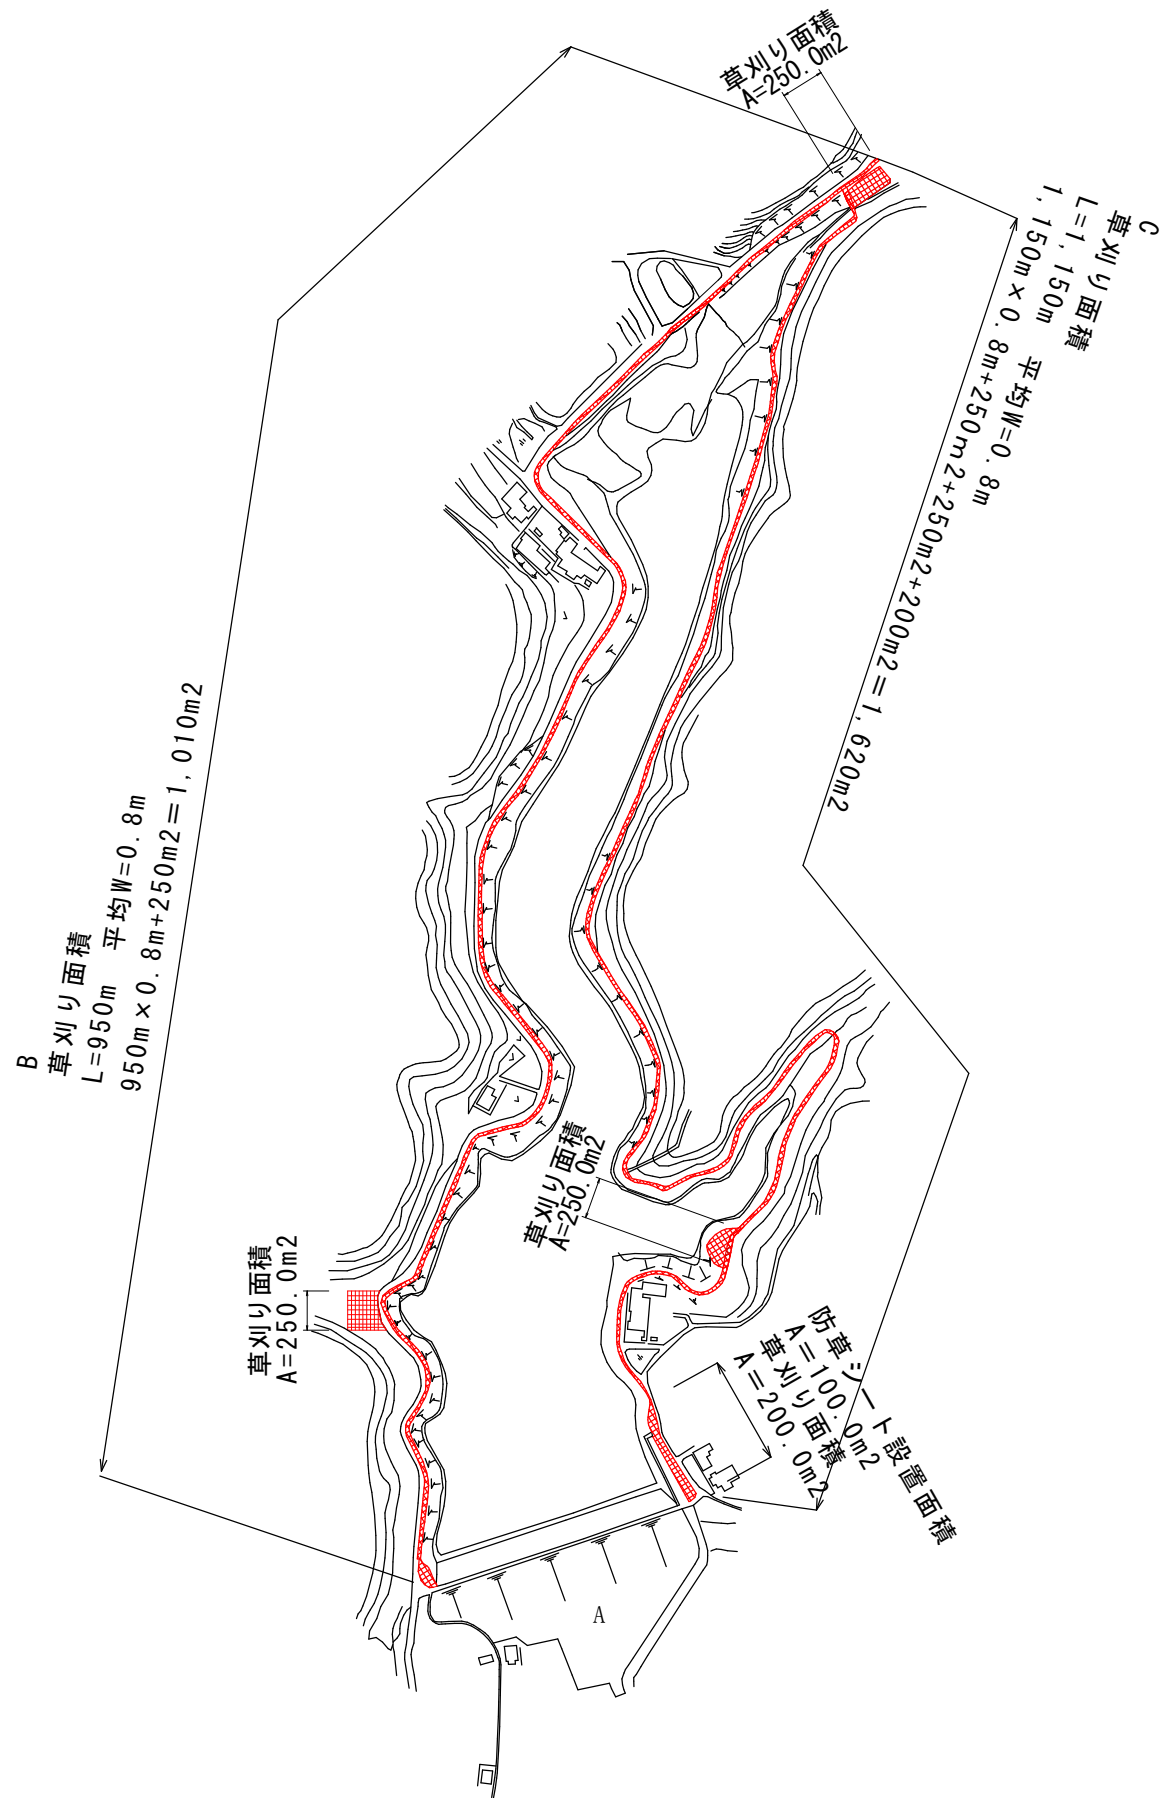 草刈り面積
A=250.0m2
C
草刈り面積
L=1,150m　平均W=0.8m
1,150m×0.8m+250m2+250m2+200m2＝1,620m2
B
草刈り面積
L=950m　平均W=0.8m
950m×0.8m+250m2＝1,010m2
草刈り面積
A=250.0m2
草刈り面積
A=250.0m2
防草シート設置面積
A＝100.0m2
草刈り面積
A＝200.0m2
A